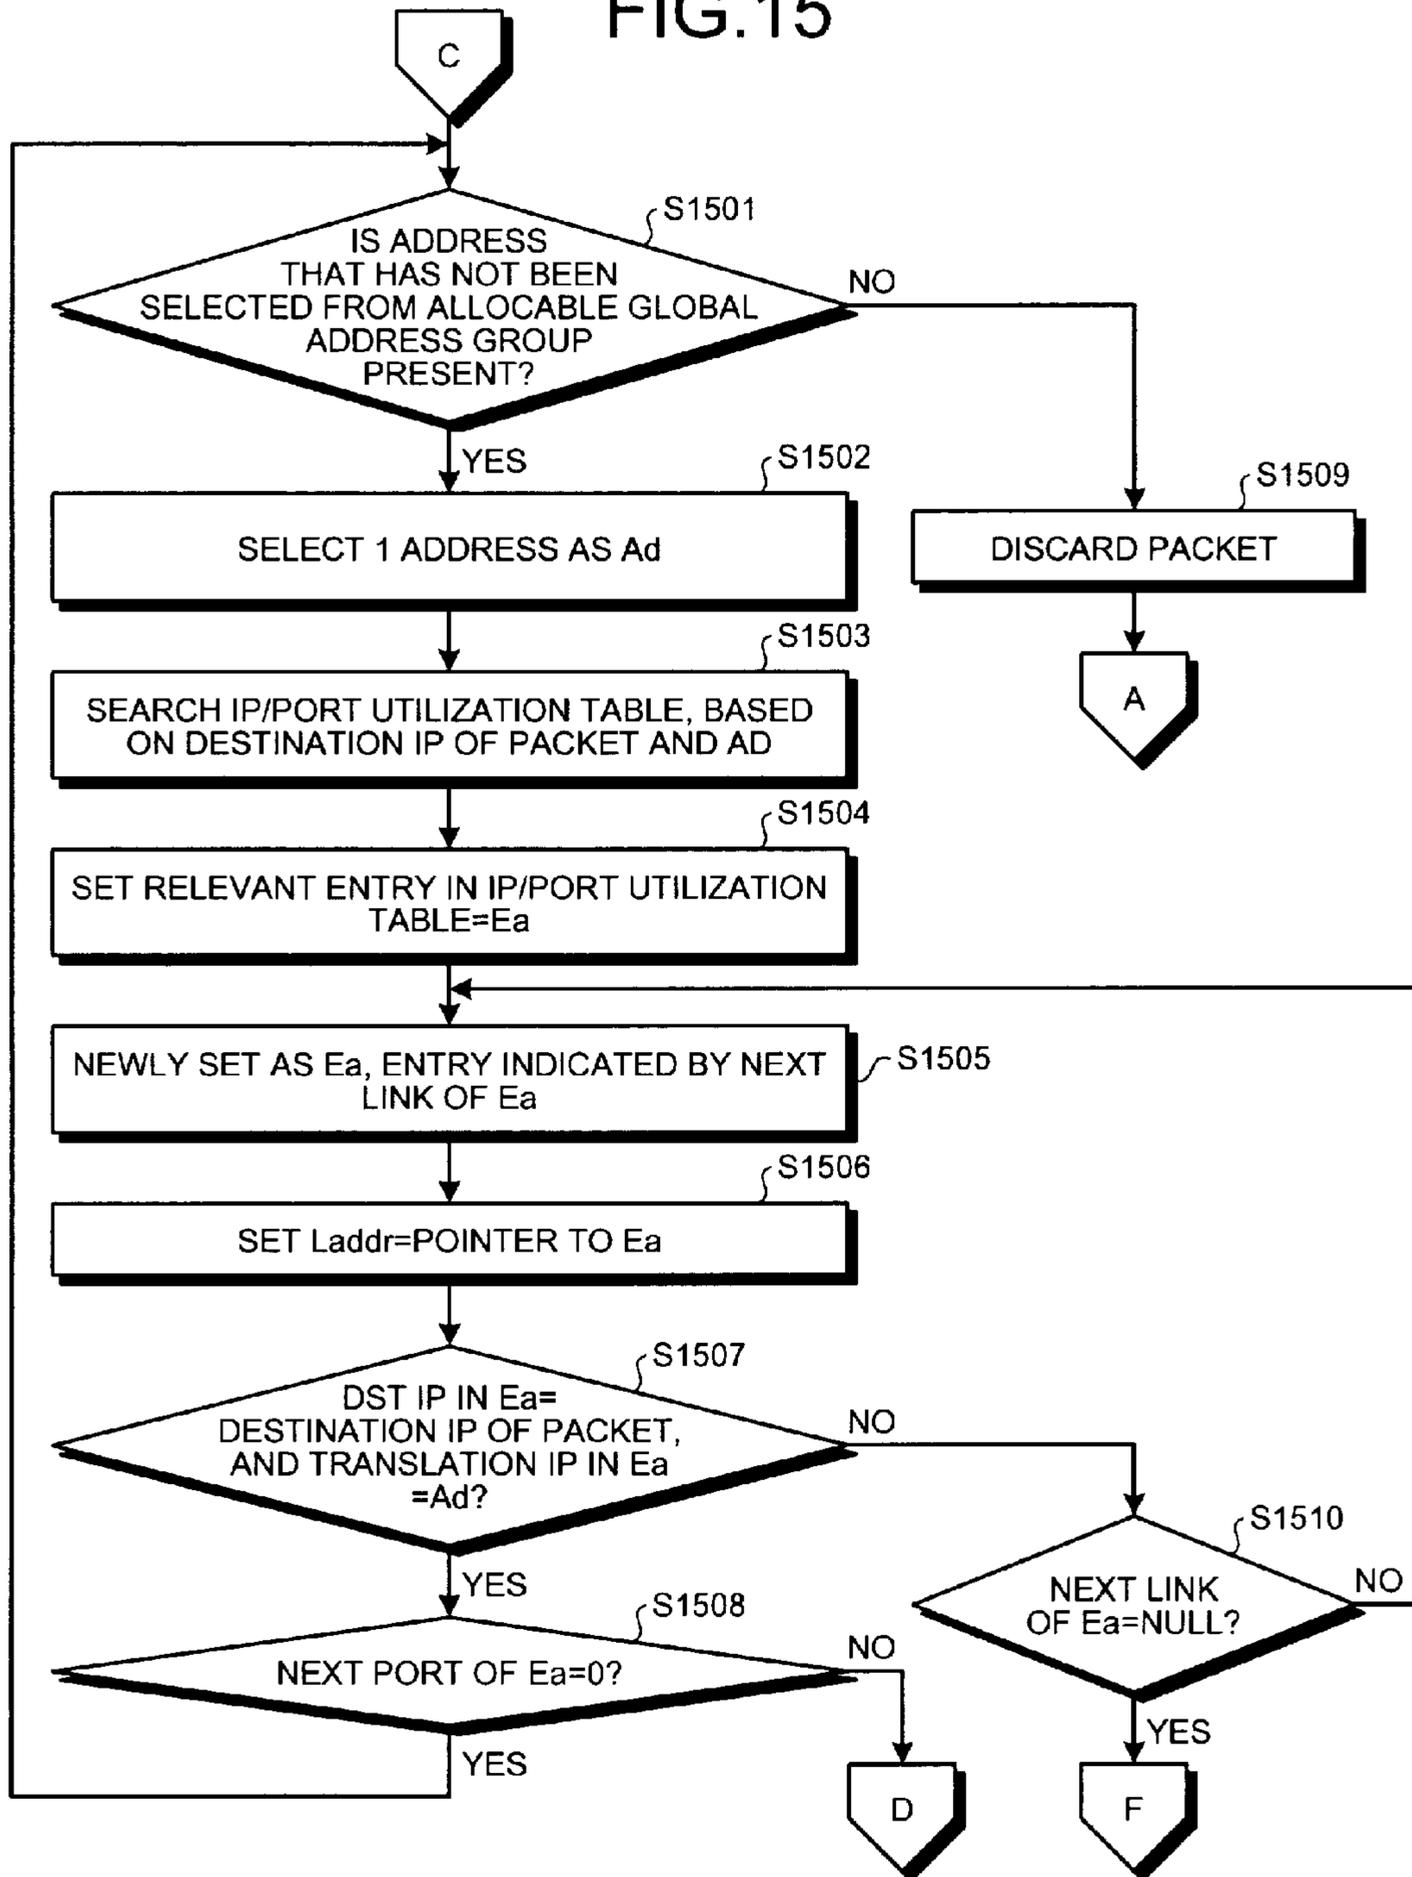 FIG.15
C
S1501
IS ADDRESS
THAT HAS NOT BEEN
SELECTED FROM ALLOCABLE GLOBAL
ADDRESS GROUP
PRESENT?
NO
YES
S1502
SELECT 1 ADDRESS AS Ad
S1509
DISCARD PACKET
A
S1503
SEARCH IP/PORT UTILIZATION TABLE, BASED
ON DESTINATION IP OF PACKET AND AD
S1504
SET RELEVANT ENTRY IN IP/PORT UTILIZATION
TABLE=Ea
S1505
NEWLY SET AS Ea, ENTRY INDICATED BY NEXT
LINK OF Ea
S1506
SET Laddr=POINTER TO Ea
S1507
DST IP IN Ea=
DESTINATION IP OF PACKET,
AND TRANSLATION IP IN Ea
=Ad?
NO
YES
S1510
NEXT LINK
OF Ea=NULL?
NO
YES
S1508
NEXT PORT OF Ea=0?
NO
YES
D
F